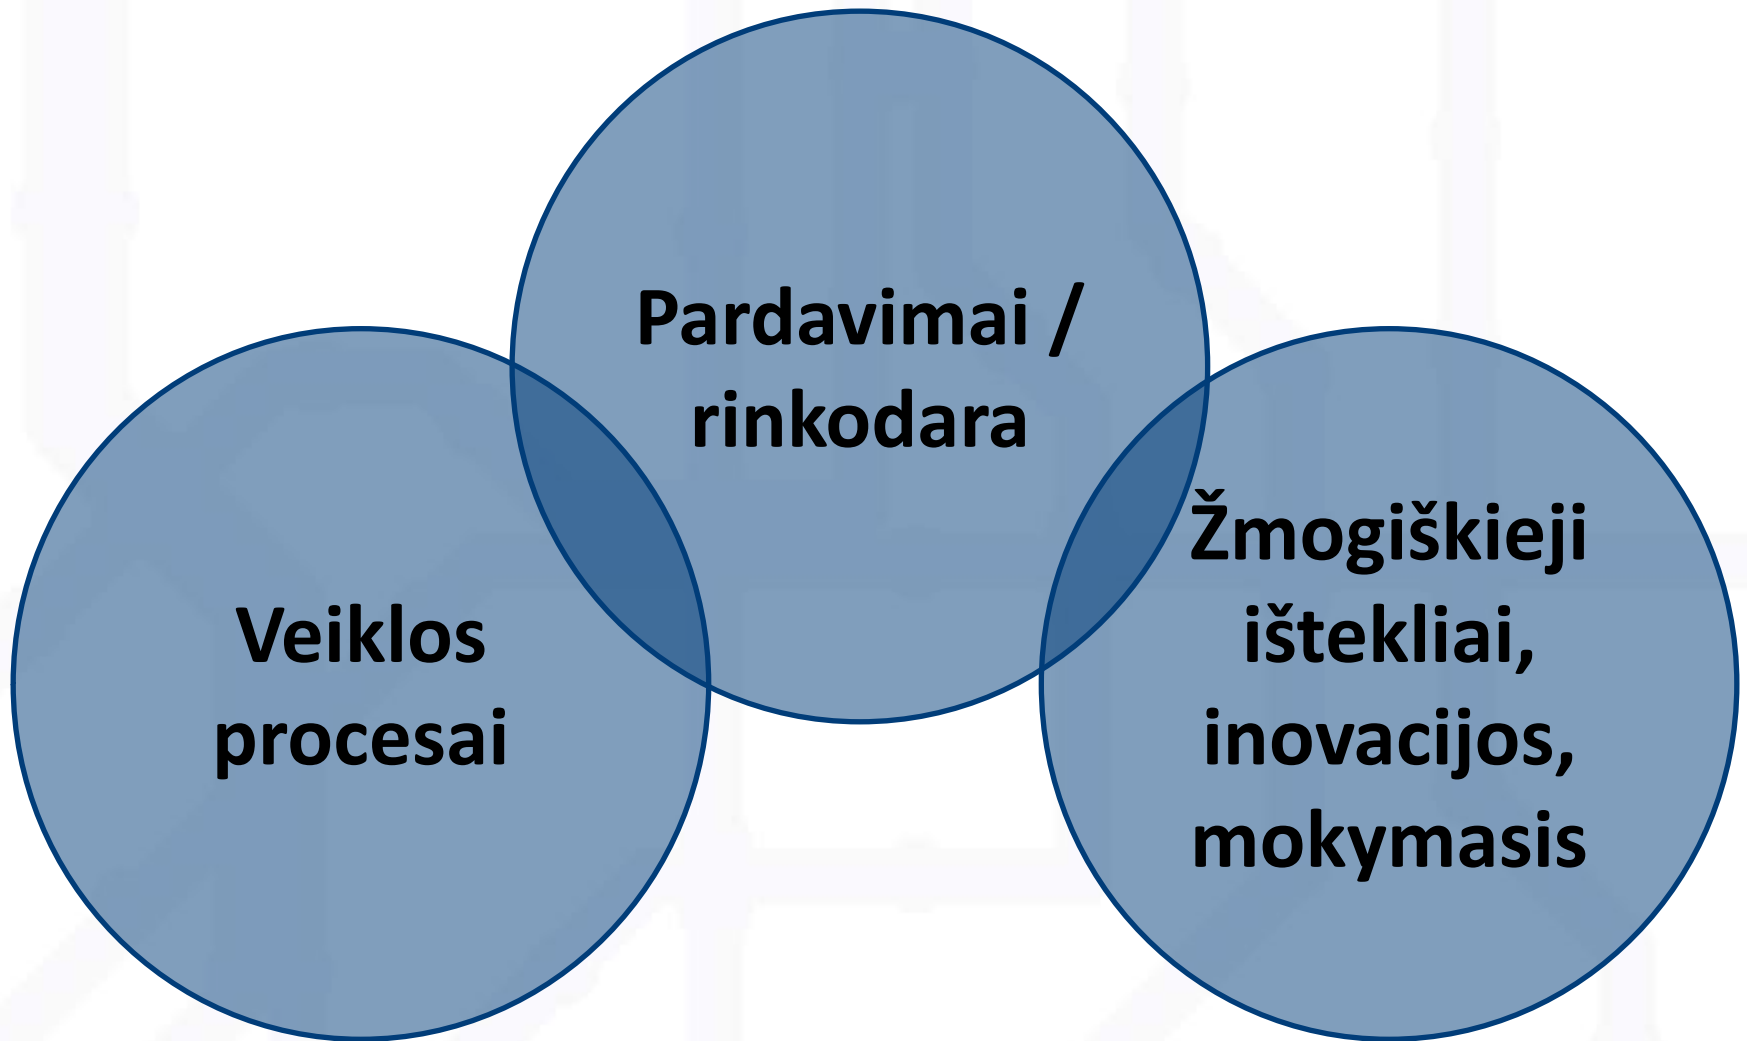 Pardavimai /
rinkodara
Veiklos
procesai
Žmogiškieji
ištekliai,
inovacijos,
mokymasis